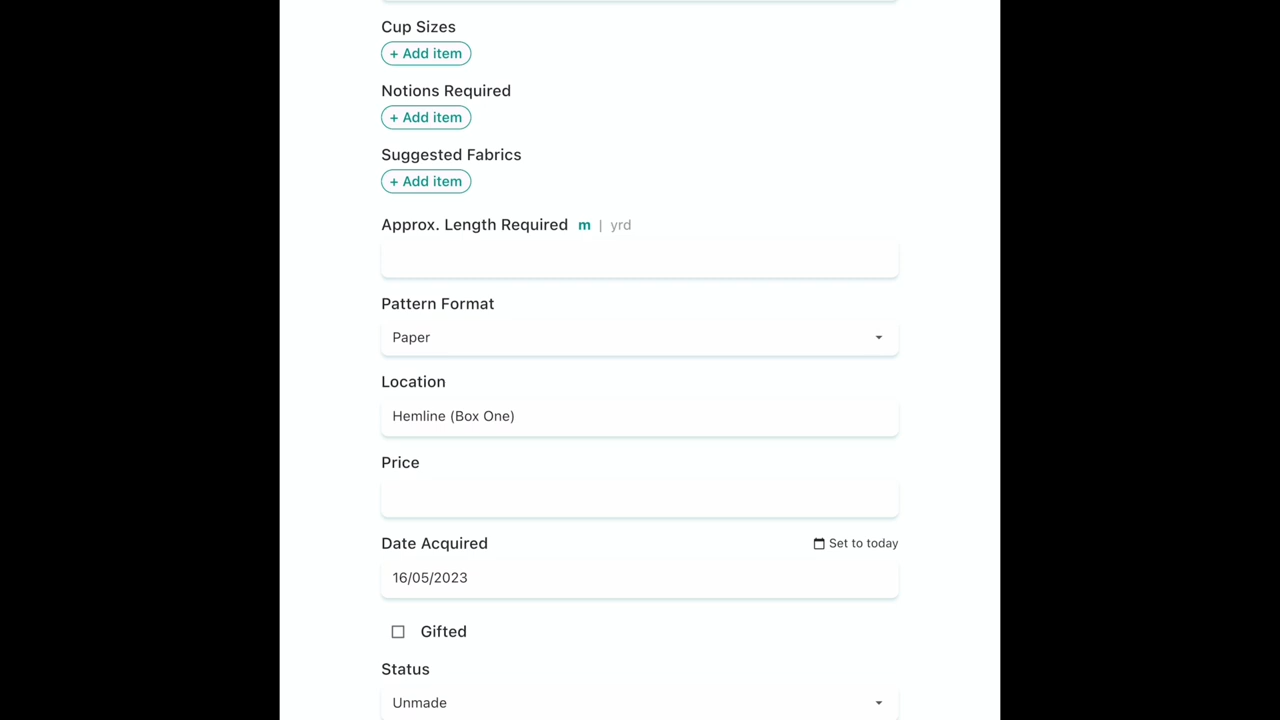 Cup Sizes
+ Add item
Notions Required
+ Add item
Suggested Fabrics
+ Add item
Approx. Length Required m | yrd
Pattern Format
Paper
Location
Hemline (Box One)
Price
Date Acquired Set to today
16/05/2023
Gifted
Status
Unmade